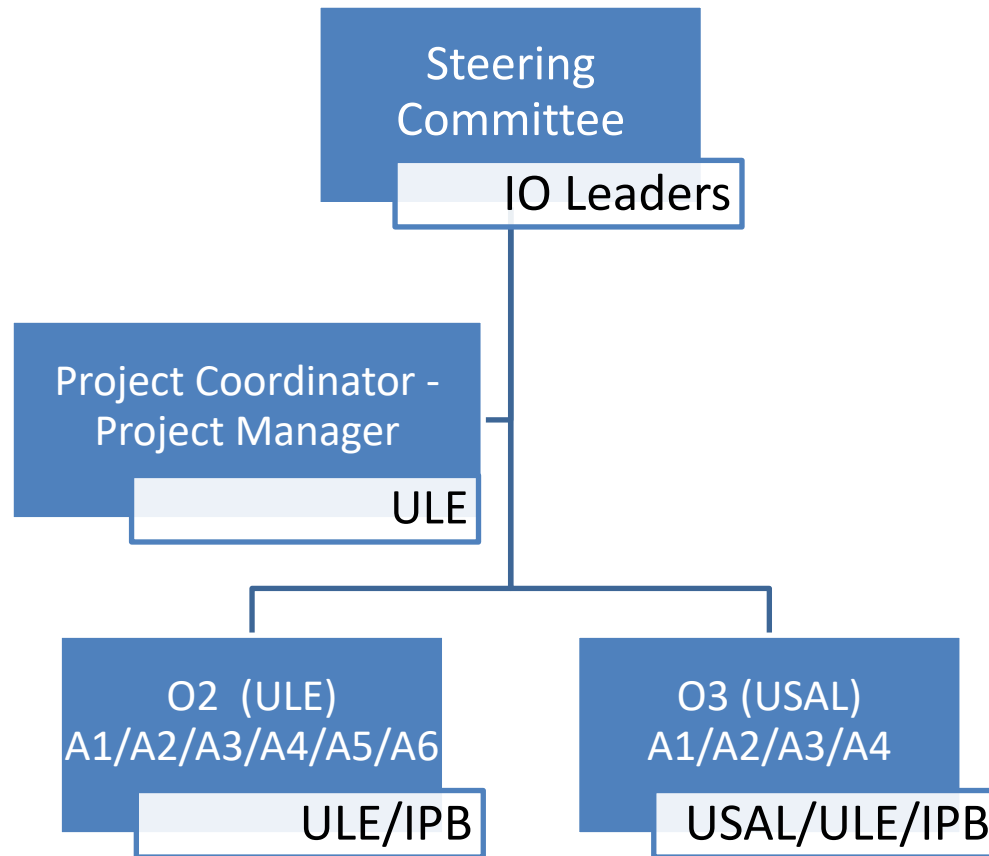 Steering
Committee
IO Leaders
Project Coordinator -
Project Manager
ULE
O2 (ULE)
A1/A2/A3/A4/A5/A6
ULE/IPB
O3 (USAL)
A1/A2/A3/A4
USAL/ULE/IPB